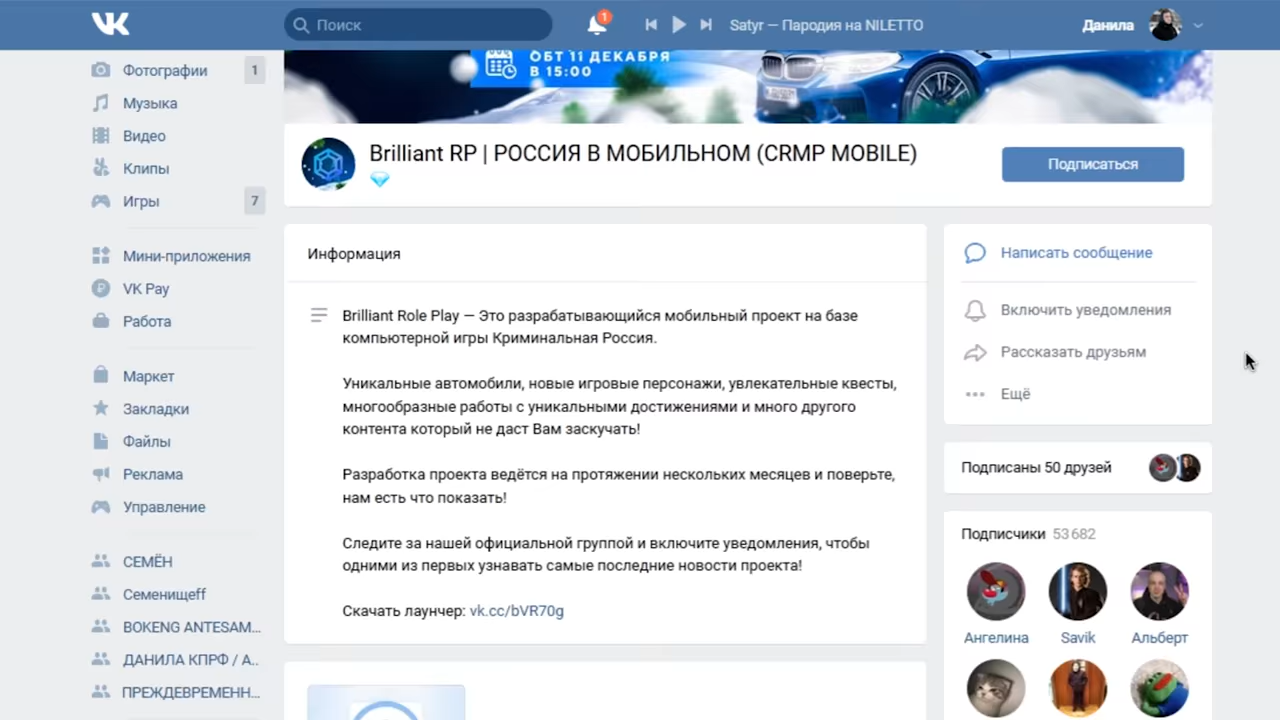 Поиск
1
Satyr — Пародия на NILETTO
Данила
Фотографии 1
Музыка
Видео
Клипы
Игры 7
Мини-приложения
VK Pay
Работа
Маркет
Закладки
Файлы
Реклама
Управление
СЕМЁН
Семенищеff
BOKENG ANTESAM...
ДАНИЛА КПРФ / А..
ПРЕЖДЕВРЕМЕНН...
ОБТ 11 ДЕКАБРЯ
В 15:00
Brilliant RP | РОССИЯ В МОБИЛЬНОМ (CRMP MOBILE)
Подписаться
Информация
Brilliant Role Play — Это разрабатывающийся мобильный проект на базе
компьютерной игры Криминальная Россия.
Уникальные автомобили, новые игровые персонажи, увлекательные квесты,
многообразные работы с уникальными достижениями и много другого
контента который не даст Вам заскучать!
Разработка проекта ведётся на протяжении нескольких месяцев и поверьте,
нам есть что показать!
Следите за нашей официальной группой и включите уведомления, чтобы
одними из первых узнавать самые последние новости проекта!
Скачать лаунчер: vk.cc/bVR70g
Написать сообщение
Включить уведомления
Рассказать друзьям
Ещё
Подписаны 50 друзей
Подписчики 53 682
Ангелина
Savik
Альберт